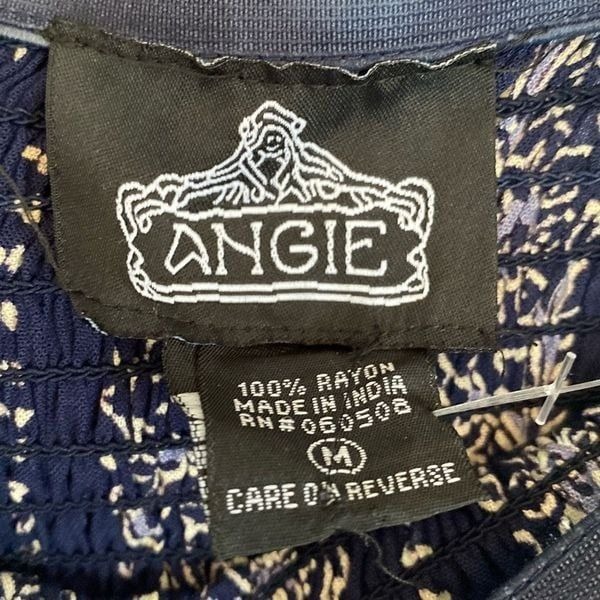 ANGIE
100% RAYON
MADE IN INDIA
RN#060508
M
CARE ON REVERSE